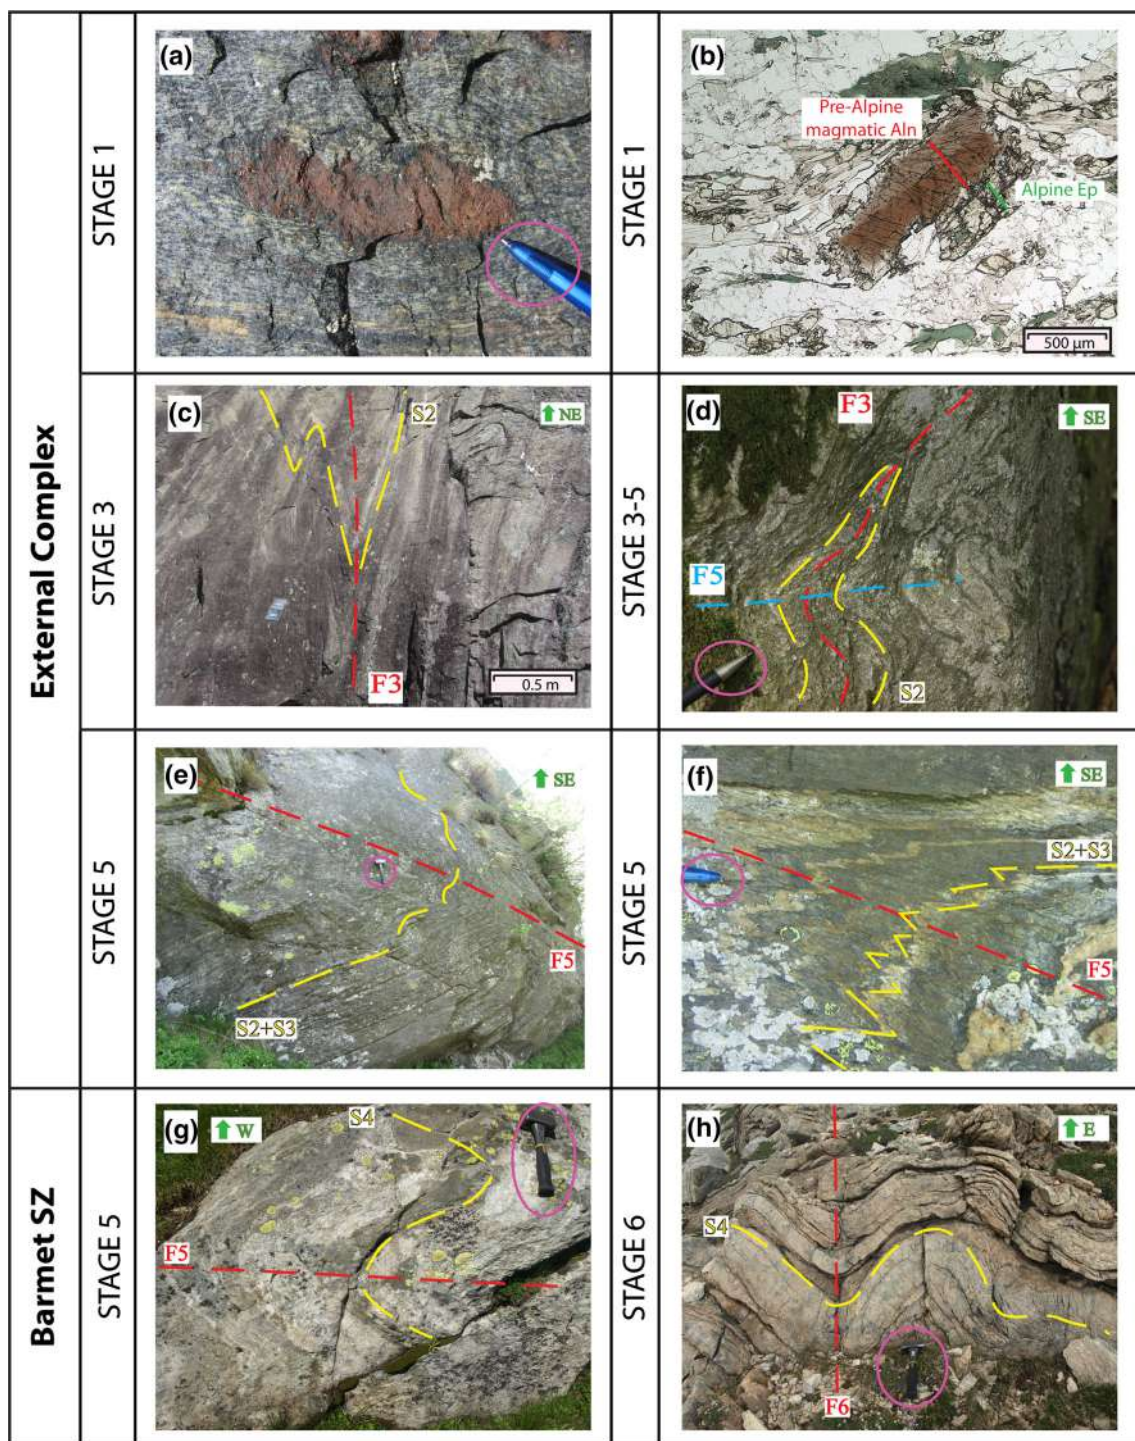 External Complex
STAGE 1
(a)
STAGE 1
(b)
Pre-Alpine
magmatic Aln
Alpine Ep
500 µm
STAGE 3
(c)
S2
NE
F3
0.5 m
STAGE 3-5
(d)
F3
SE
F5
S2
STAGE 5
(e)
SE
F5
S2+S3
STAGE 5
(f)
SE
S2+S3
F5
Barmet SZ
STAGE 5
(g)
W
S4
F5
STAGE 6
(h)
E
S4
F6